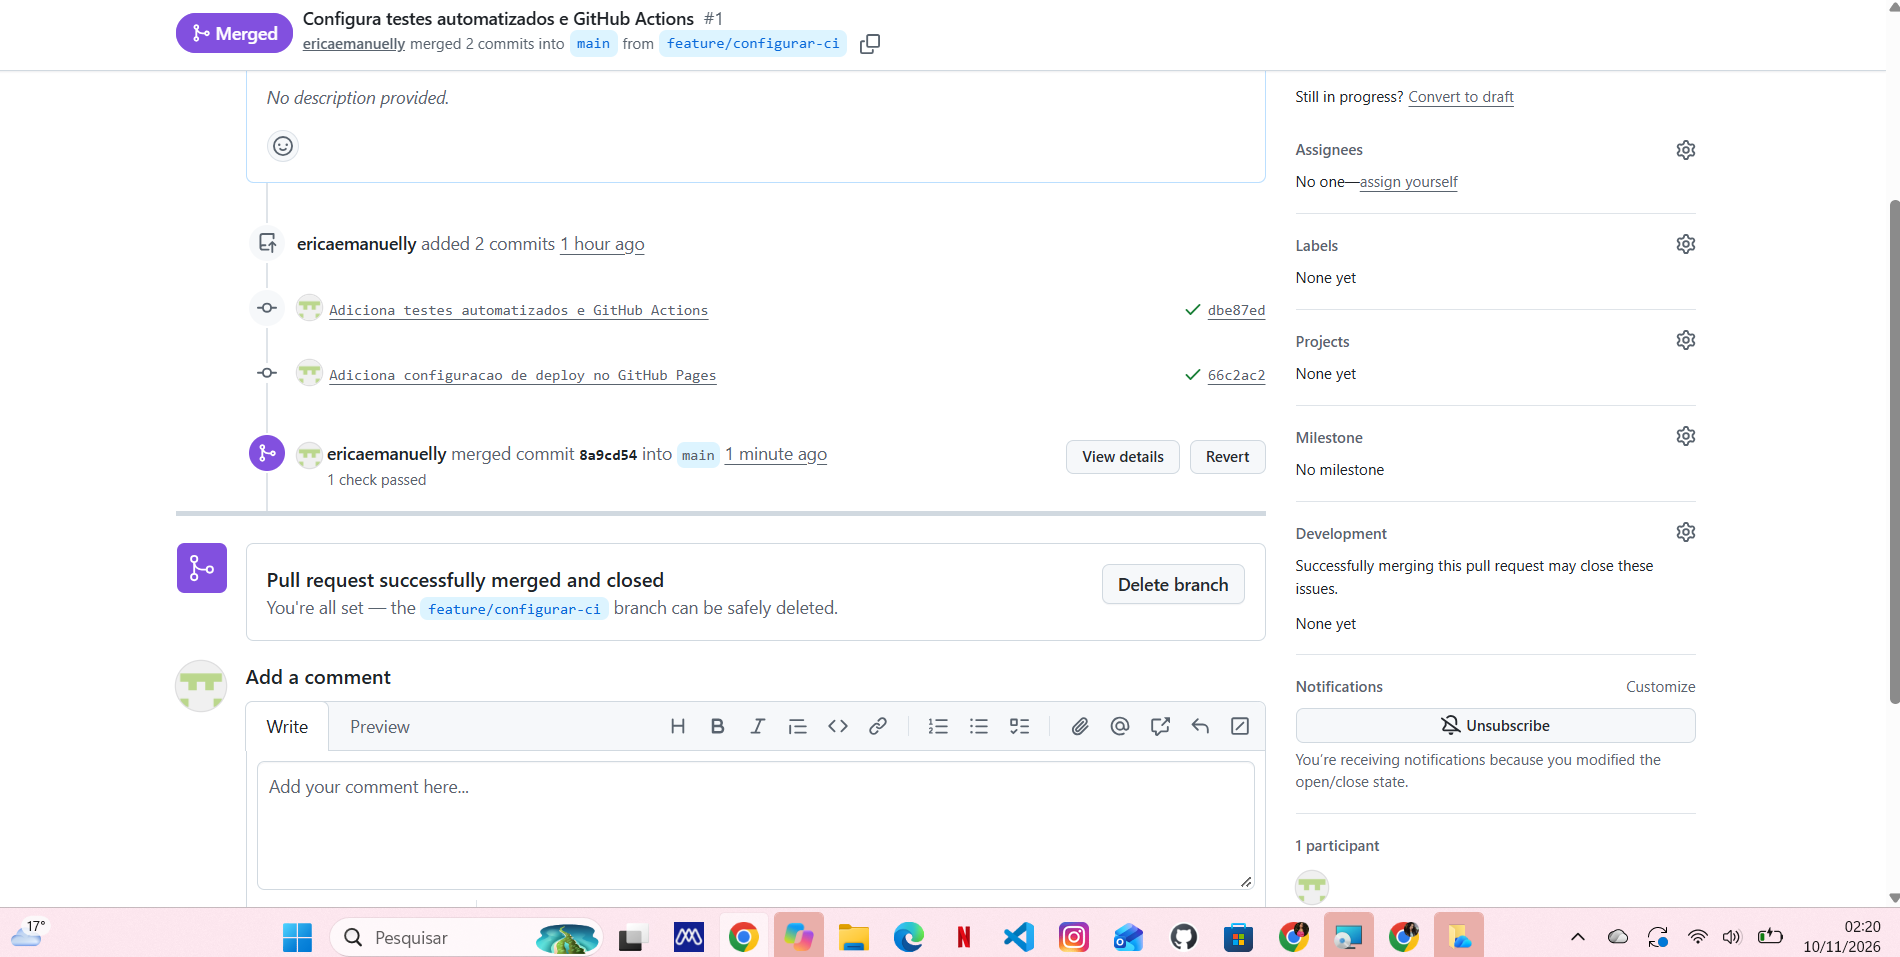 Merged
Configura testes automatizados e GitHub Actions #1
ericaemanuelly merged 2 commits into main from feature/configurar-ci
No description provided.
ericaemanuelly added 2 commits 1 hour ago
Adiciona testes automatizados e GitHub Actions dbe87ed
Adiciona configuracao de deploy no GitHub Pages 66c2ac2
ericaemanuelly merged commit 8a9cd54 into main 1 minute ago
View details
Revert
1 check passed
Pull request successfully merged and closed
You're all set — the feature/configurar-ci branch can be safely deleted.
Delete branch
Add a comment
Write
Preview
Add your comment here...
Still in progress? Convert to draft
Assignees
No one—assign yourself
Labels
None yet
Projects
None yet
Milestone
No milestone
Development
Successfully merging this pull request may close these
issues.
None yet
Notifications
Customize
Unsubscribe
You're receiving notifications because you modified the
open/close state.
1 participant
17°
Pesquisar
02:20
10/11/2026